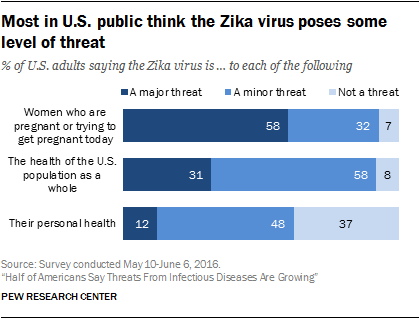 Most in U.S. public think the Zika virus poses some
level of threat
% of U.S. adults saying the Zika virus is ... to each of the following
A major threat A minor threat Not a threat
Women who are
pregnant or trying to
get pregnant today
58 32 7
The health of the U.S.
population as a
whole
31 58 8
Their personal health
12 48 37
Source: Survey conducted May 10-June 6, 2016.
“Half of Americans Say Threats From Infectious Diseases Are Growing”
PEW RESEARCH CENTER